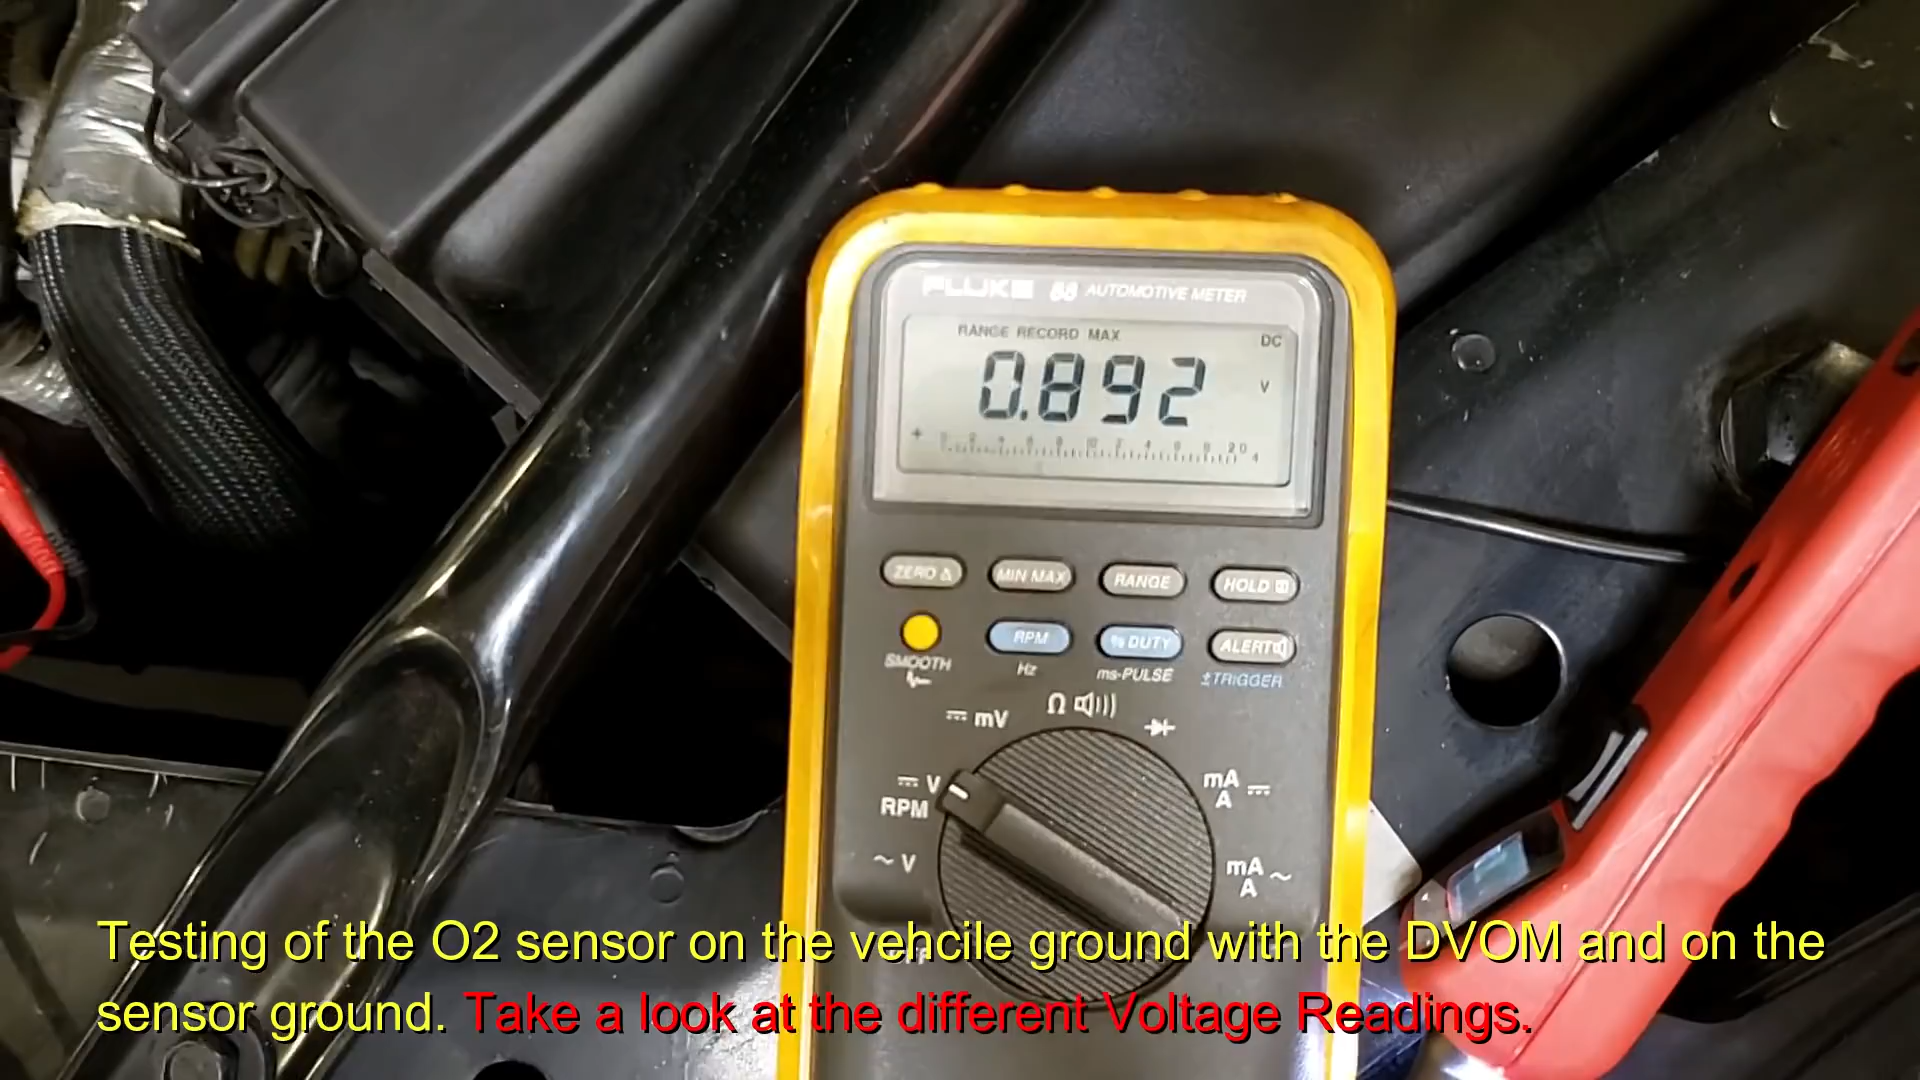 FLUKE 88 AUTOMOTIVE METER
RANGE RECORD MAX DC
0.892 V
ZERO Δ MIN MAX RANGE HOLD
RPM % DUTY ALERT
SMOOTH Hz ms-PULSE ±TRIGGER
mV Ω
V mA
RPM A
~ V mA ~
A
Testing of the O2 sensor on the vehcile ground with the DVOM and on the
sensor ground. Take a look at the different Voltage Readings.